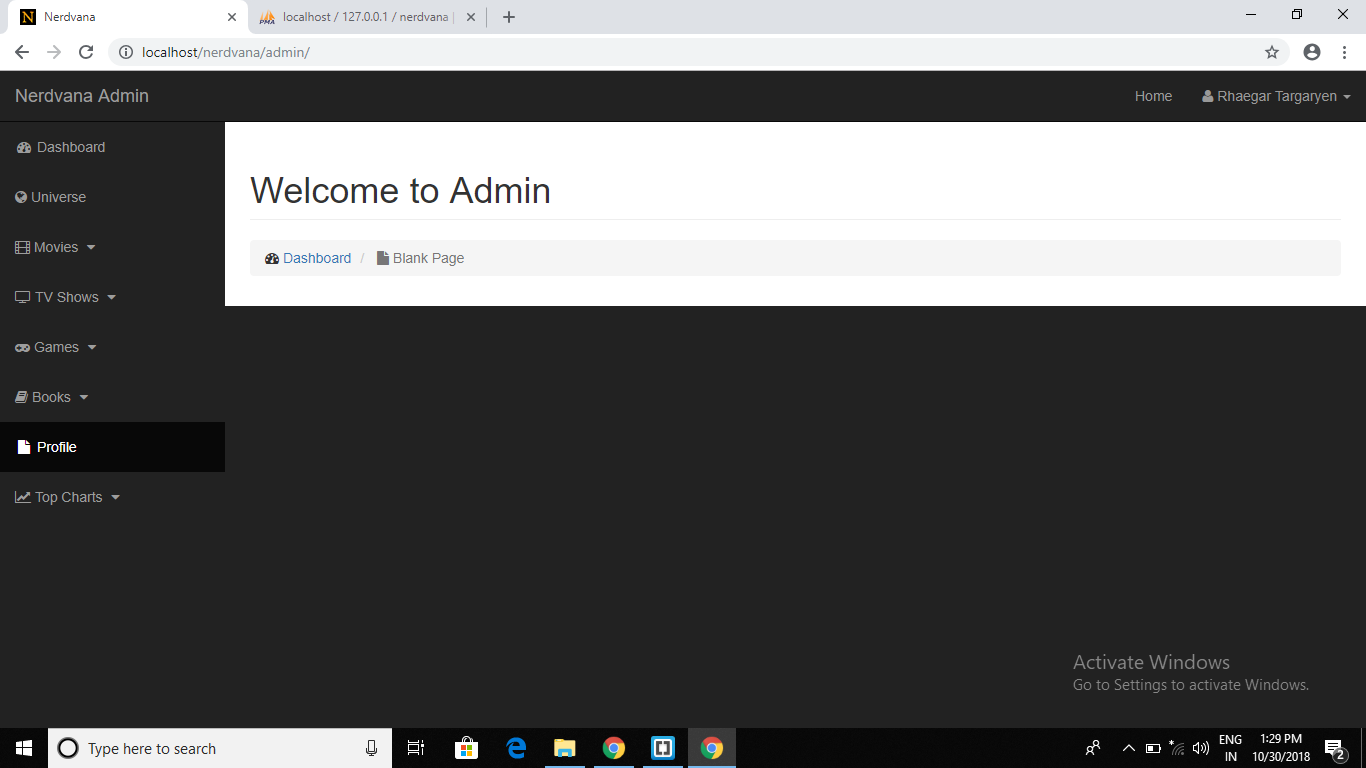 Nerdvana
localhost / 127.0.0.1 / nerdvana |
localhost/nerdvana/admin/
Nerdvana Admin
Home
Rhaegar Targaryen
Dashboard
Universe
Movies
TV Shows
Games
Books
Profile
Top Charts
Welcome to Admin
Dashboard / Blank Page
Activate Windows
Go to Settings to activate Windows.
Type here to search
ENG
IN
1:29 PM
10/30/2018
2
N
PMA